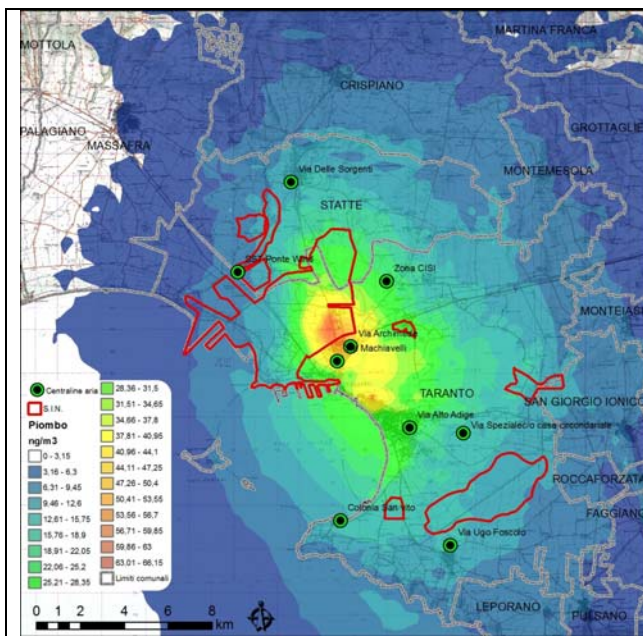 MARTINA FRANCA
MOTTOLA
CRISPIANO
PALAGIANO
MASSAFRA
GROTTAGLIE
MONTEMESOLA
Via Delle Sorgenti
STATTE
SST-Ponte Wind
Zona CISI
MONTEIASI
Via Archimede
Machiavelli
TARANTO
SAN GIORGIO IONICO
Via Alto Adige
Via Speziale c/o casa circondariale
ROCCAFORZATA
FAGGIANO
Colonia San vito
Via Ugo Foscolo
LEPORANO
PULSANO
Centraline aria
S.I.N.
Piombo
ng/m3
0 - 3,15
3,16 - 6,3
6,31 - 9,45
9,46 - 12,6
12,61 - 15,75
15,76 - 18,9
18,91 - 22,05
22,06 - 25,2
25,21 - 28,35
28,36 - 31,5
31,51 - 34,65
34,66 - 37,8
37,81 - 40,95
40,96 - 44,1
44,11 - 47,25
47,26 - 50,4
50,41 - 53,55
53,56 - 56,7
56,71 - 59,85
59,86 - 63
63,01 - 66,15
Limiti comunali
0 2 4 6 8
km